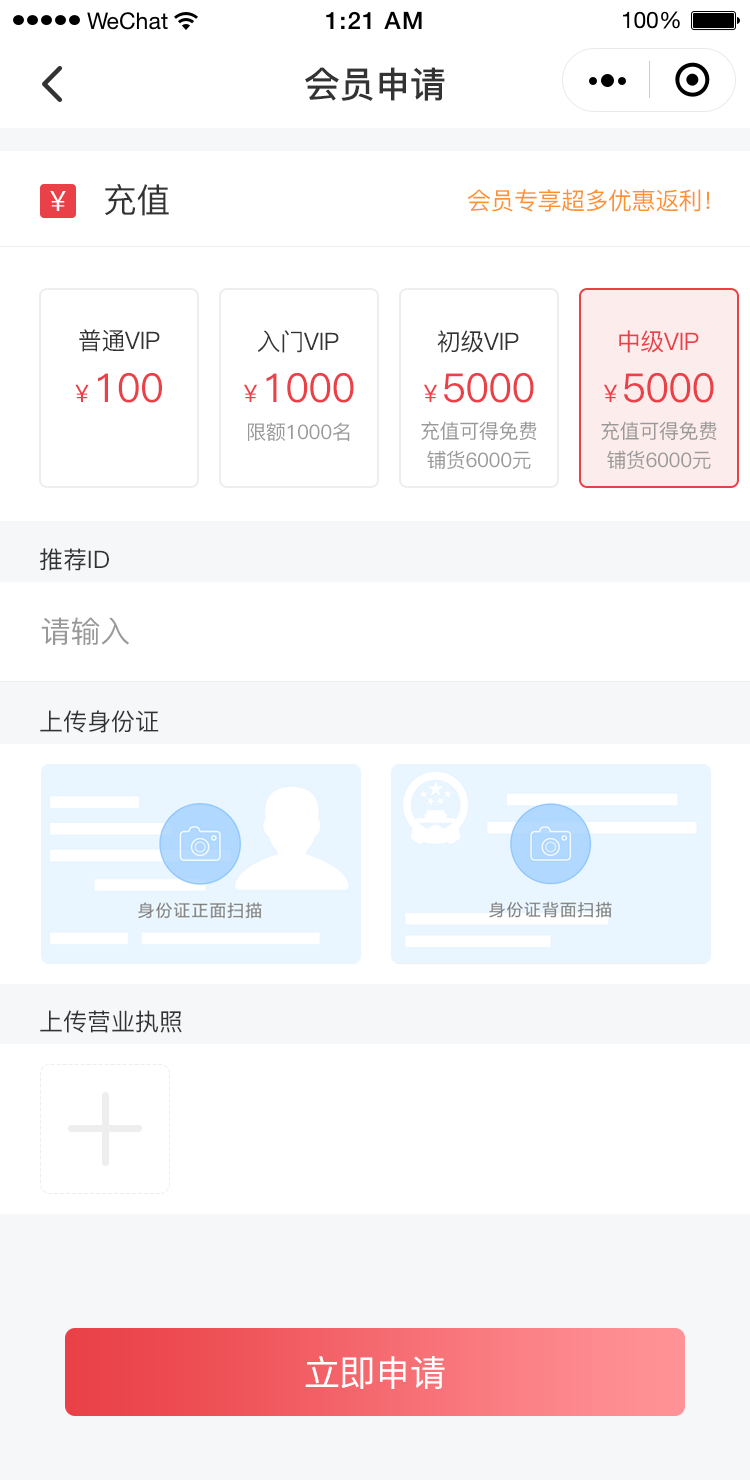 WeChat 1:21 AM 100%
会员申请
¥ 充值 会员专享超多优惠返利!
普通VIP
¥100
入门VIP
¥1000
限额1000名
初级VIP
¥5000
充值可得免费
铺货6000元
中级VIP
¥5000
充值可得免费
铺货6000元
推荐ID
请输入
上传身份证
身份证正面扫描
身份证背面扫描
上传营业执照
立即申请